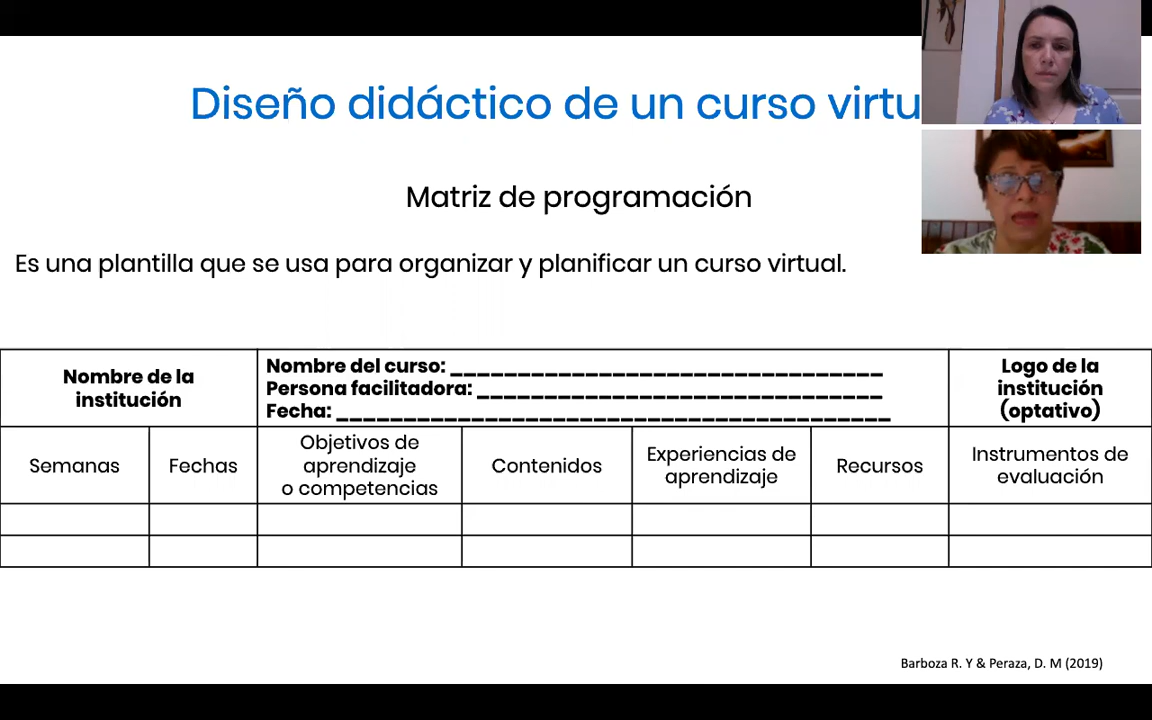 Diseño didáctico de un curso virtu
Matriz de programación
Es una plantilla que se usa para organizar y planificar un curso virtual.
Nombre de la
institución
Nombre del curso: ________________________________
Persona facilitadora: ______________________________
Fecha: _________________________________________
Logo de la
institución
(optativo)
Semanas
Fechas
Objetivos de
aprendizaje
o competencias
Contenidos
Experiencias de
aprendizaje
Recursos
Instrumentos de
evaluación
Barboza R. Y & Peraza, D. M (2019)